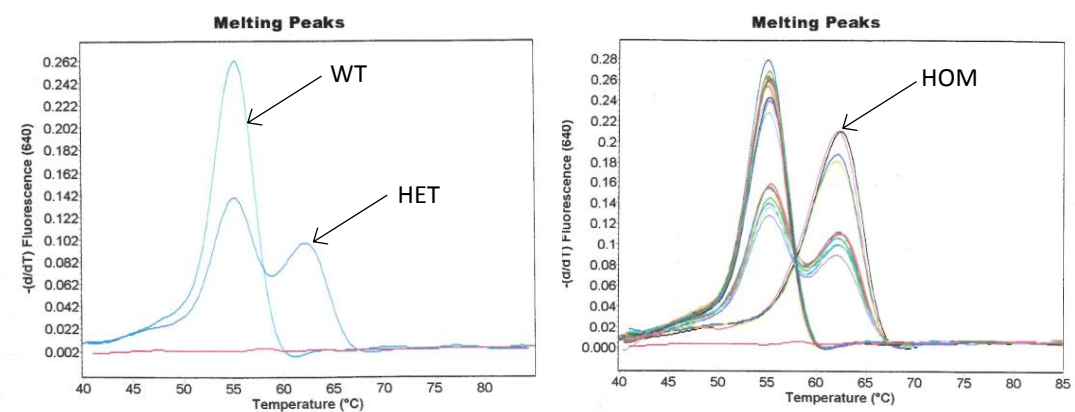 Melting Peaks
-(d/dT) Fluorescence (640)
0.262
0.242
0.222
0.202
0.182
0.162
0.142
0.122
0.102
0.082
0.062
0.042
0.022
0.002
WT
HET
40 45 50 55 60 65 70 75 80
Temperature (°C)
Melting Peaks
-(d/dT) Fluorescence (640)
0.28
0.26
0.24
0.22
0.2
0.18
0.16
0.14
0.12
0.1
0.08
0.06
0.04
0.02
0.000
HOM
40 45 50 55 60 65 70 75 80 85
Temperature (°C)